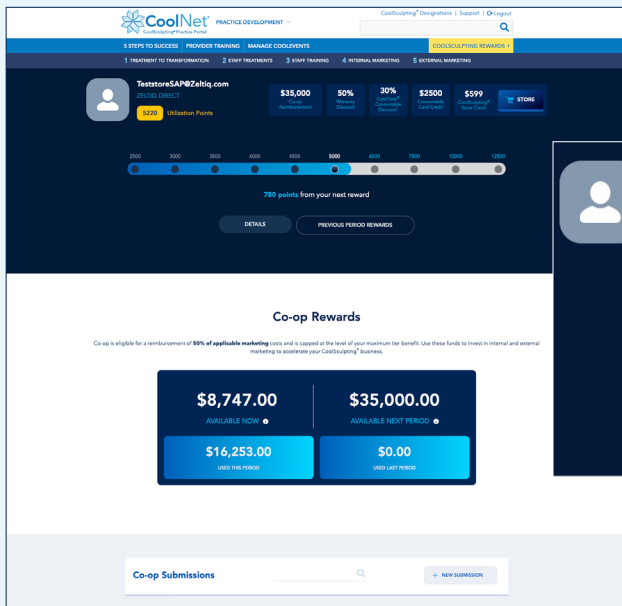 CoolNet
CoolSculpting® Practice Portal
PRACTICE DEVELOPMENT
CoolSculpting® Designations | Support | Logout
5 STEPS TO SUCCESS PROVIDER TRAINING MANAGE COOLEVENTS COOLSCULPTING REWARDS
1 TREATMENT TO TRANSFORMATION 2 STAFF TREATMENTS 3 STAFF TRAINING 4 INTERNAL MARKETING 5 EXTERNAL MARKETING
TeststoreSAP@Zeltiq.com
ZELTIQ DIRECT
5220 Utilization Points
$35,000
Co-op
Reimbursement
50%
Warranty
Discount
30%
CoolTone®
Consumable
Discount
$2500
Consumable
Card Credit
$599
CoolSculpting®
Store Credit
STORE
2500 3000 3500 4000 4500 5000 6000 7500 10000 12500
780 points from your next reward
DETAILS PREVIOUS PERIOD REWARDS
Co-op Rewards
Co-op is eligible for a reimbursement of 50% of applicable marketing costs and is capped at the level of your maximum tier benefit. Use these funds to invest in internal and external
marketing to accelerate your CoolSculpting® business.
$8,747.00
AVAILABLE NOW
$35,000.00
AVAILABLE NEXT PERIOD
$16,253.00
USED THIS PERIOD
$0.00
USED LAST PERIOD
Co-op Submissions
+ NEW SUBMISSION